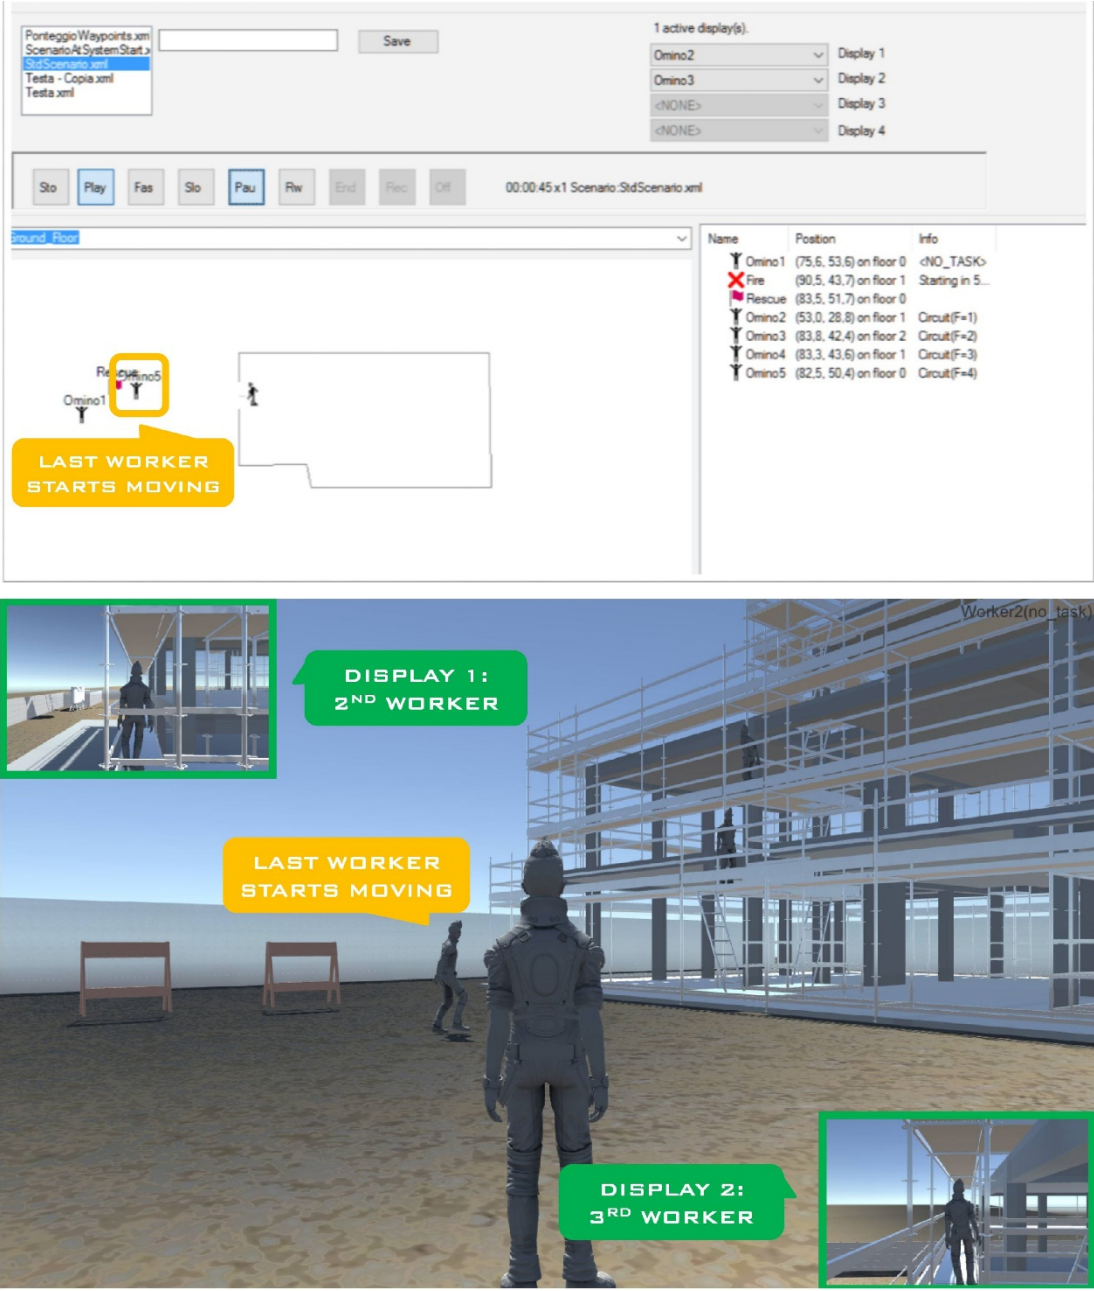 PonteggioWaypoints.xml
ScenarioAtSystemStart.x
StdScenario.xml
Testa - Copia.xml
Testa.xml
Save
1 active display(s).
Omino2 Display 1
Omino3 Display 2
<NONE> Display 3
<NONE> Display 4
Sto Play Fas Slo Pau Rw End Rec Off 00:00:45 x1 Scenario:StdScenario.xml
Ground_Floor
Name Position Info
Omino1 (75,6, 53,6) on floor 0 <NO_TASK>
Fire (90,5, 43,7) on floor 1 Starting in 5...
Rescue (83,5, 51,7) on floor 0
Omino2 (53,0, 28,8) on floor 1 Circuit(F=1)
Omino3 (83,8, 42,4) on floor 2 Circuit(F=2)
Omino4 (83,3, 43,6) on floor 1 Circuit(F=3)
Omino5 (82,5, 50,4) on floor 0 Circuit(F=4)
Rescue
Omino5
Omino1
LAST WORKER
STARTS MOVING
Worker2(no_task)
DISPLAY 1:
2ND WORKER
LAST WORKER
STARTS MOVING
DISPLAY 2:
3RD WORKER